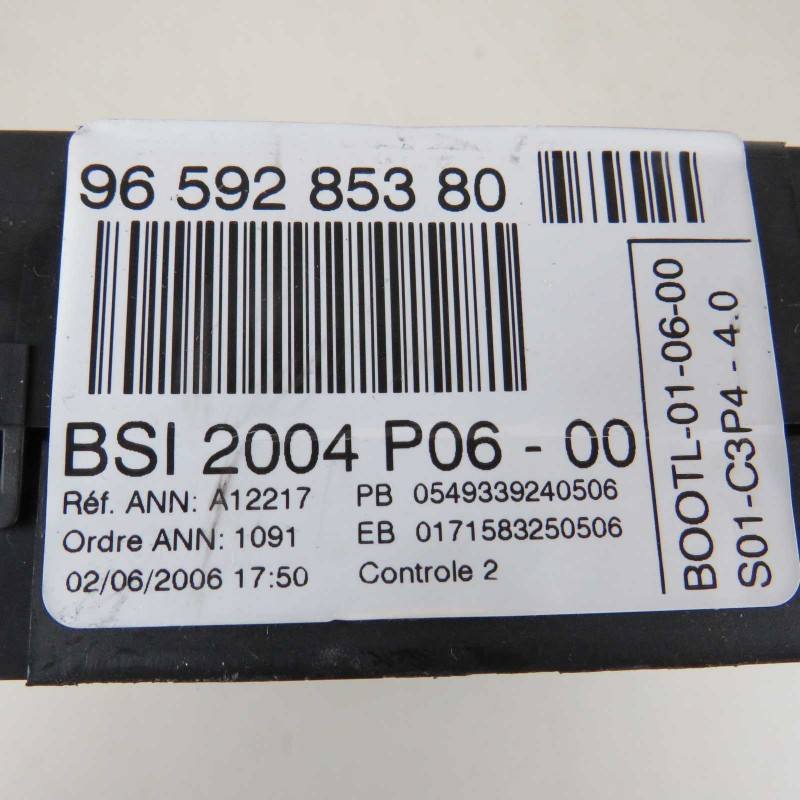 96 592 853 80
BSI 2004 P06 - 00
Réf. ANN: A12217 PB 0549339240506
Ordre ANN: 1091 EB 0171583250506
02/06/2006 17:50 Controle 2
BOOTL-01-06-00
S01-C3P4 - 4.0